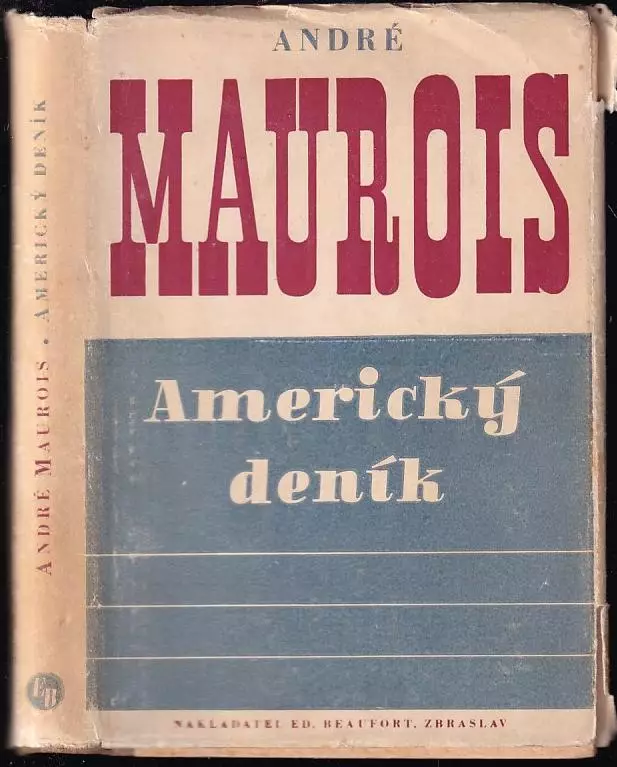 ANDRÉ
MAUROIS
Americký
deník
NAKLADATEL ED. BEAUFORT, ZBRASLAV
ANDRÉ MAUROIS • AMERICKÝ DENÍK
EB